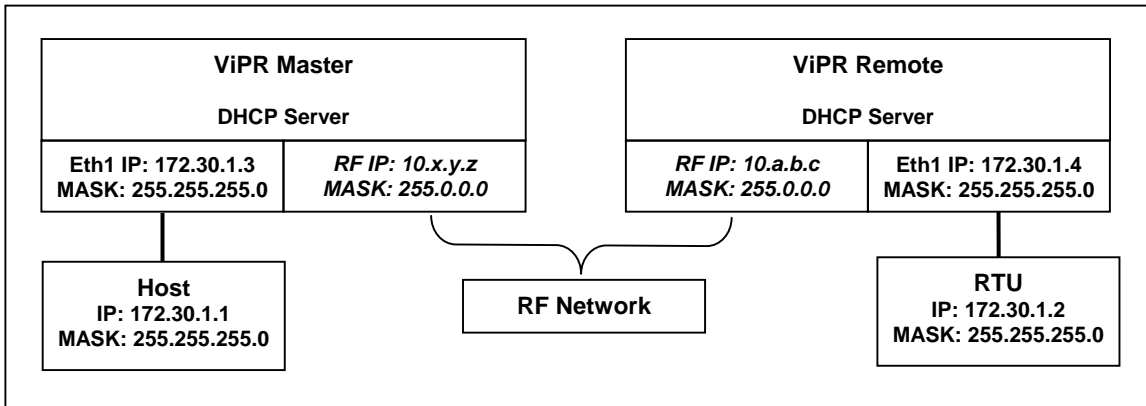 ViPR Master
DHCP Server
Eth1 IP: 172.30.1.3
MASK: 255.255.255.0
RF IP: 10.x.y.z
MASK: 255.0.0.0
ViPR Remote
DHCP Server
RF IP: 10.a.b.c
MASK: 255.0.0.0
Eth1 IP: 172.30.1.4
MASK: 255.255.255.0
Host
IP: 172.30.1.1
MASK: 255.255.255.0
RF Network
RTU
IP: 172.30.1.2
MASK: 255.255.255.0